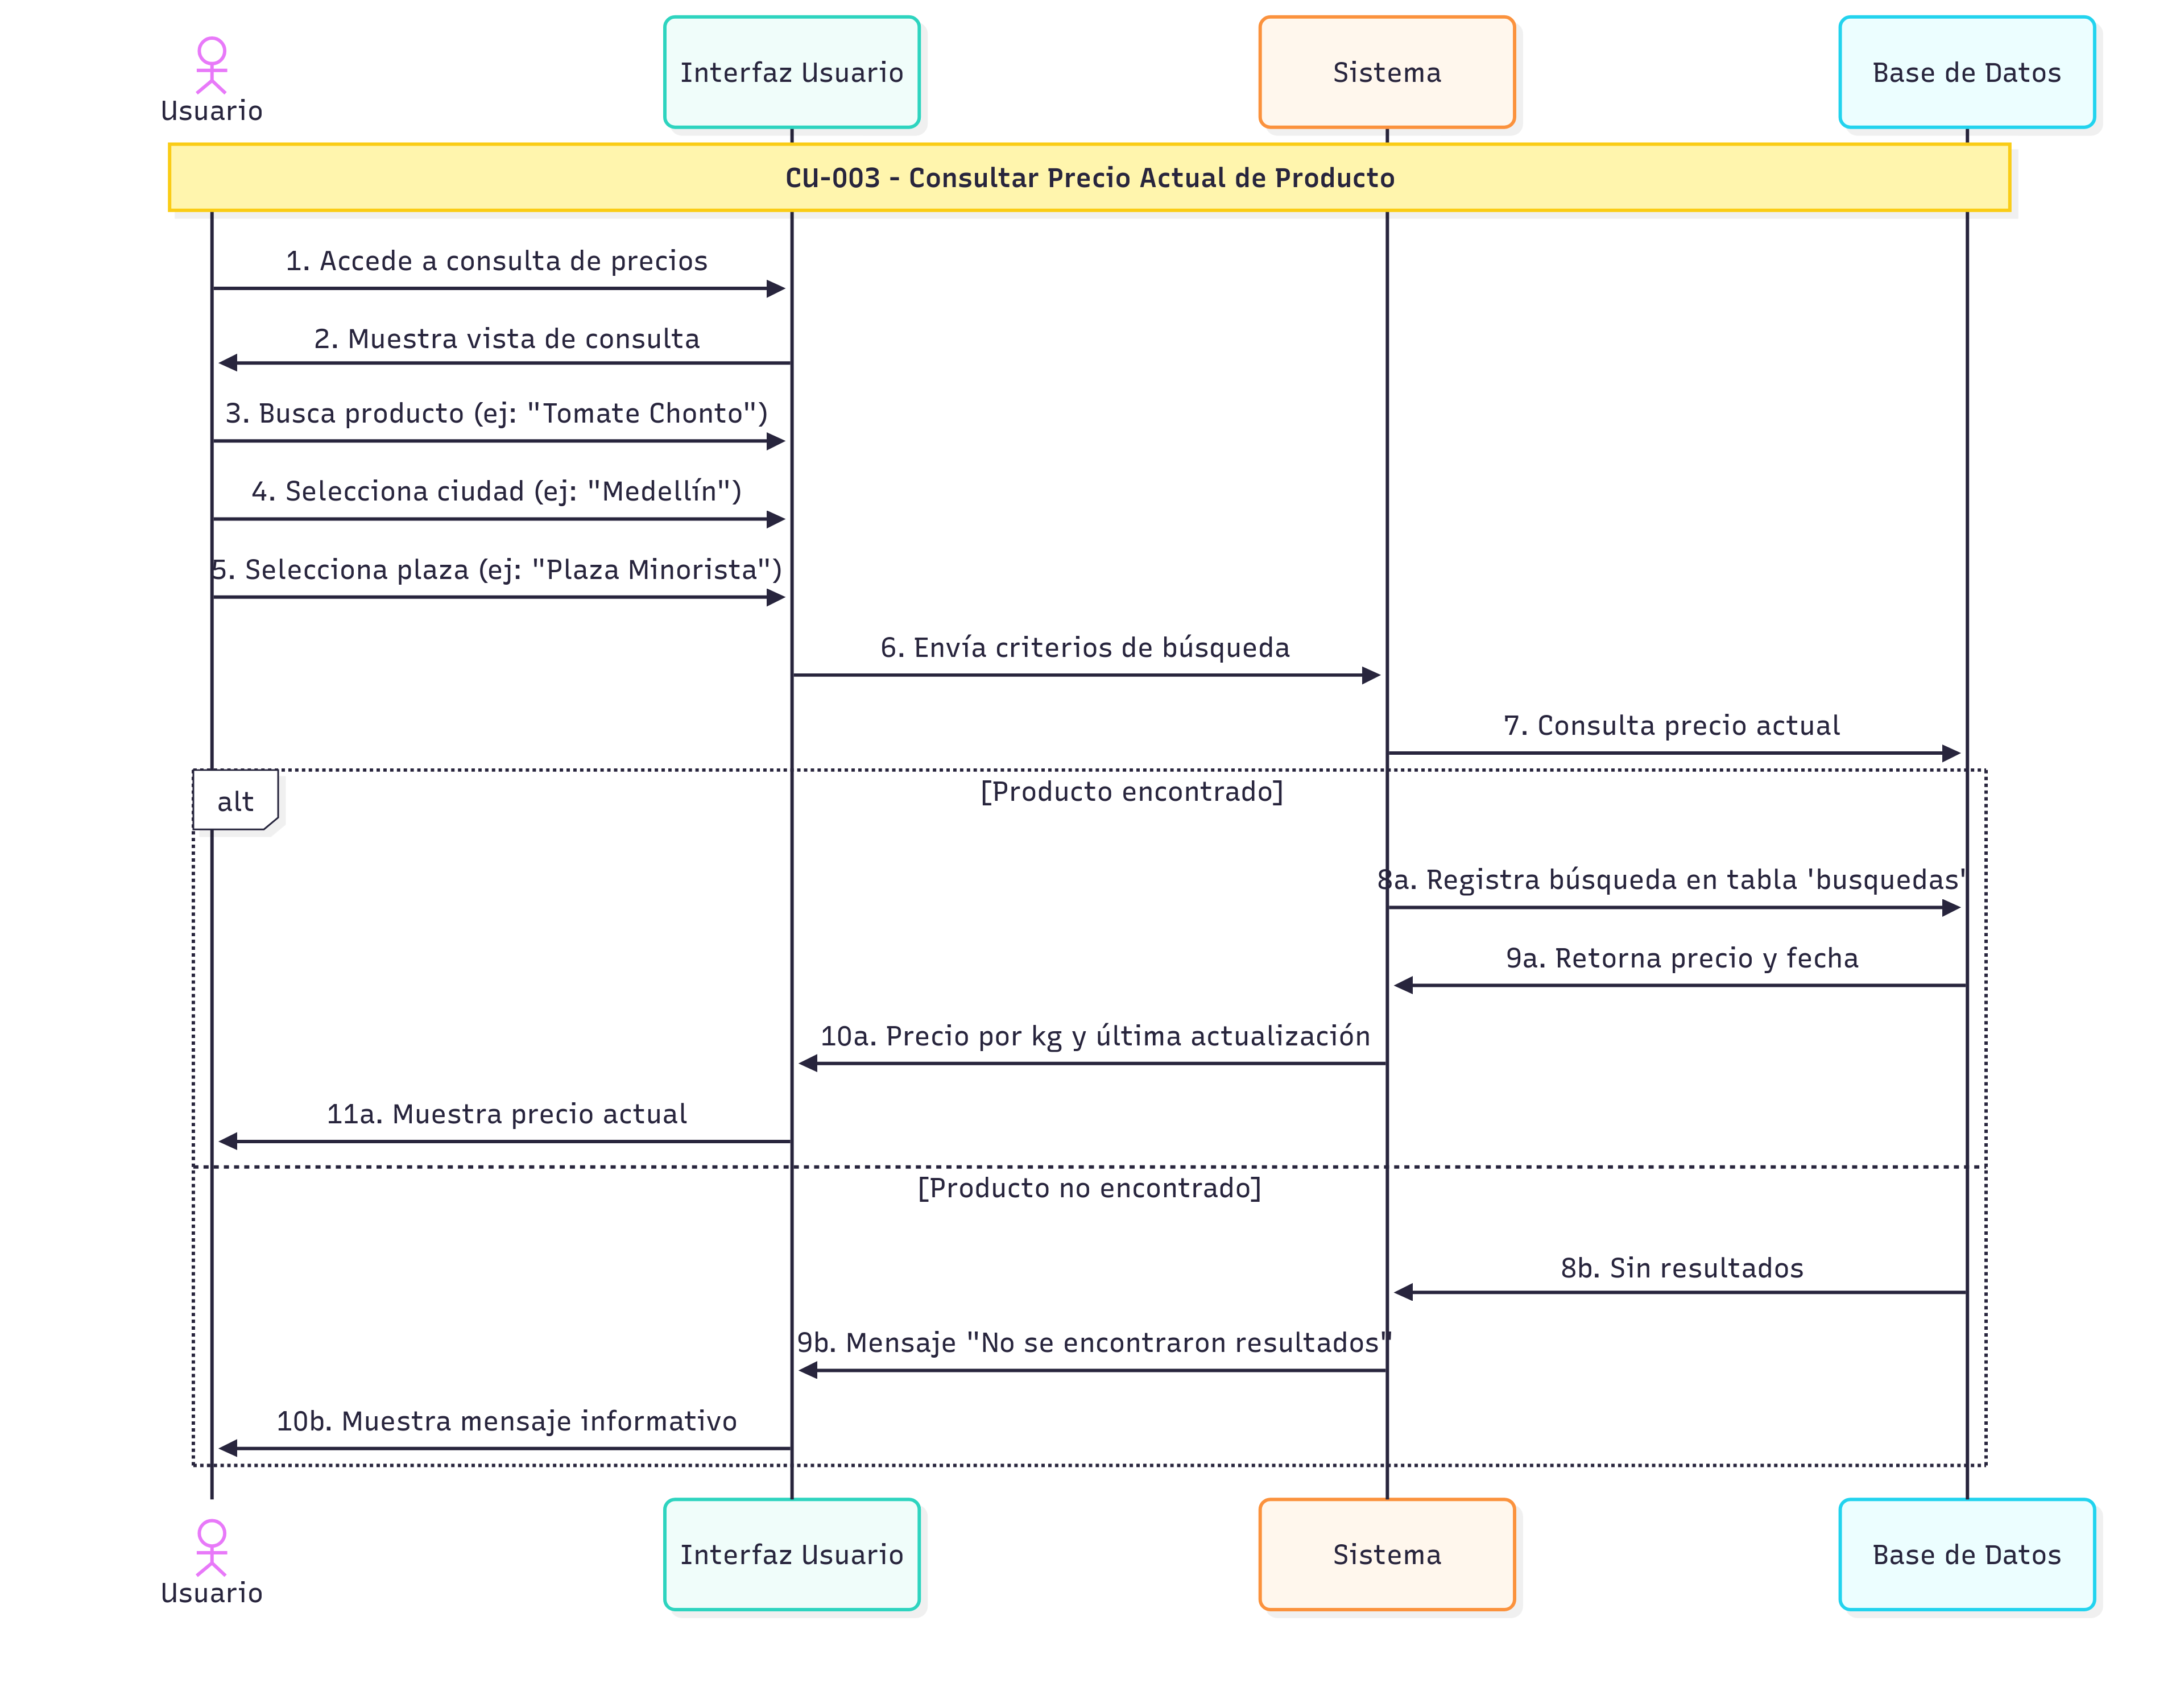 Usuario
Interfaz Usuario
Sistema
Base de Datos
CU-003 - Consultar Precio Actual de Producto
1. Accede a consulta de precios
2. Muestra vista de consulta
3. Busca producto (ej: "Tomate Chonto")
4. Selecciona ciudad (ej: "Medellín")
5. Selecciona plaza (ej: "Plaza Minorista")
6. Envía criterios de búsqueda
7. Consulta precio actual
alt
[Producto encontrado]
8a. Registra búsqueda en tabla 'busquedas'
9a. Retorna precio y fecha
10a. Precio por kg y última actualización
11a. Muestra precio actual
[Producto no encontrado]
8b. Sin resultados
9b. Mensaje "No se encontraron resultados"
10b. Muestra mensaje informativo
Usuario
Interfaz Usuario
Sistema
Base de Datos